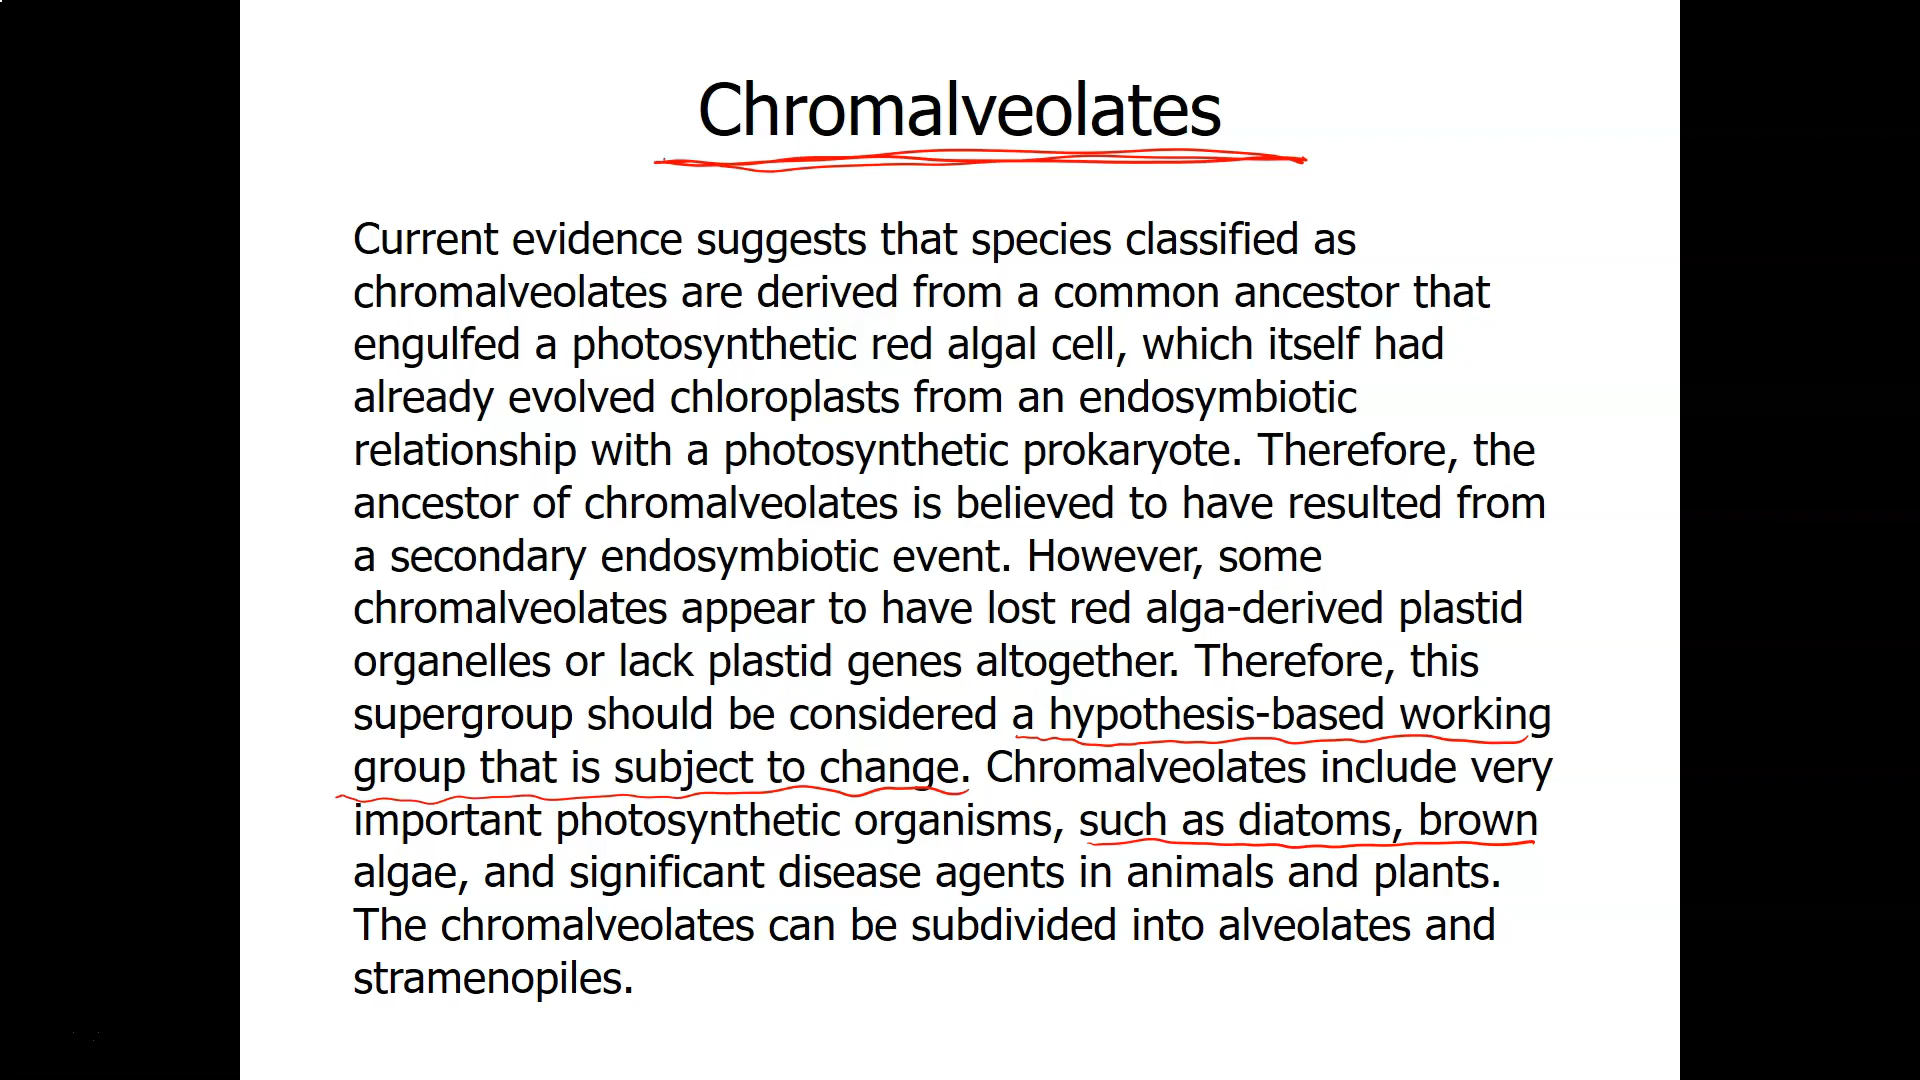 Chromalveolates
Current evidence suggests that species classified as
chromalveolates are derived from a common ancestor that
engulfed a photosynthetic red algal cell, which itself had
already evolved chloroplasts from an endosymbiotic
relationship with a photosynthetic prokaryote. Therefore, the
ancestor of chromalveolates is believed to have resulted from
a secondary endosymbiotic event. However, some
chromalveolates appear to have lost red alga-derived plastid
organelles or lack plastid genes altogether. Therefore, this
supergroup should be considered a hypothesis-based working
group that is subject to change. Chromalveolates include very
important photosynthetic organisms, such as diatoms, brown
algae, and significant disease agents in animals and plants.
The chromalveolates can be subdivided into alveolates and
stramenopiles.